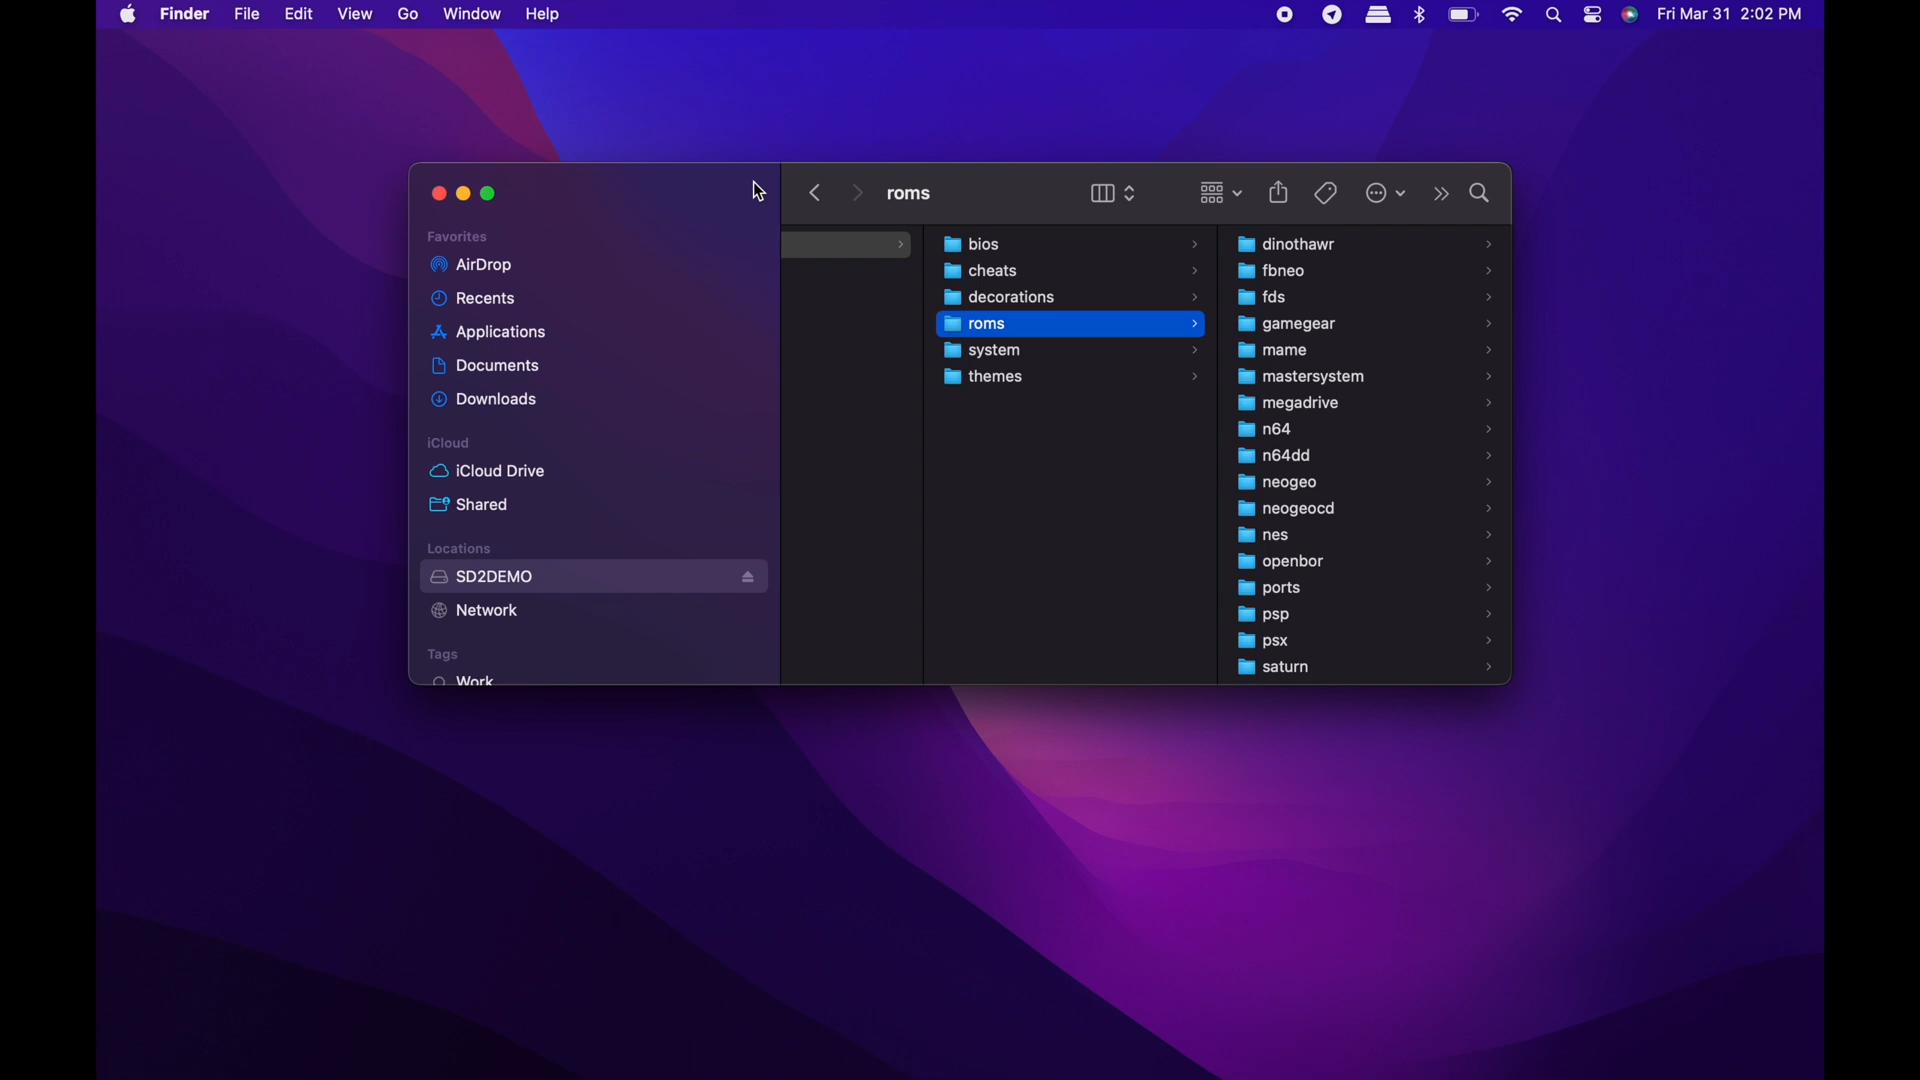 Finder File Edit View Go Window Help Fri Mar 31 2:02 PM
roms
Favorites
AirDrop
Recents
Applications
Documents
Downloads
iCloud
iCloud Drive
Shared
Locations
SD2DEMO
Network
Tags
Work
bios
cheats
decorations
roms
system
themes
dinothawr
fbneo
fds
gamegear
mame
mastersystem
megadrive
n64
n64dd
neogeo
neogeocd
nes
openbor
ports
psp
psx
saturn